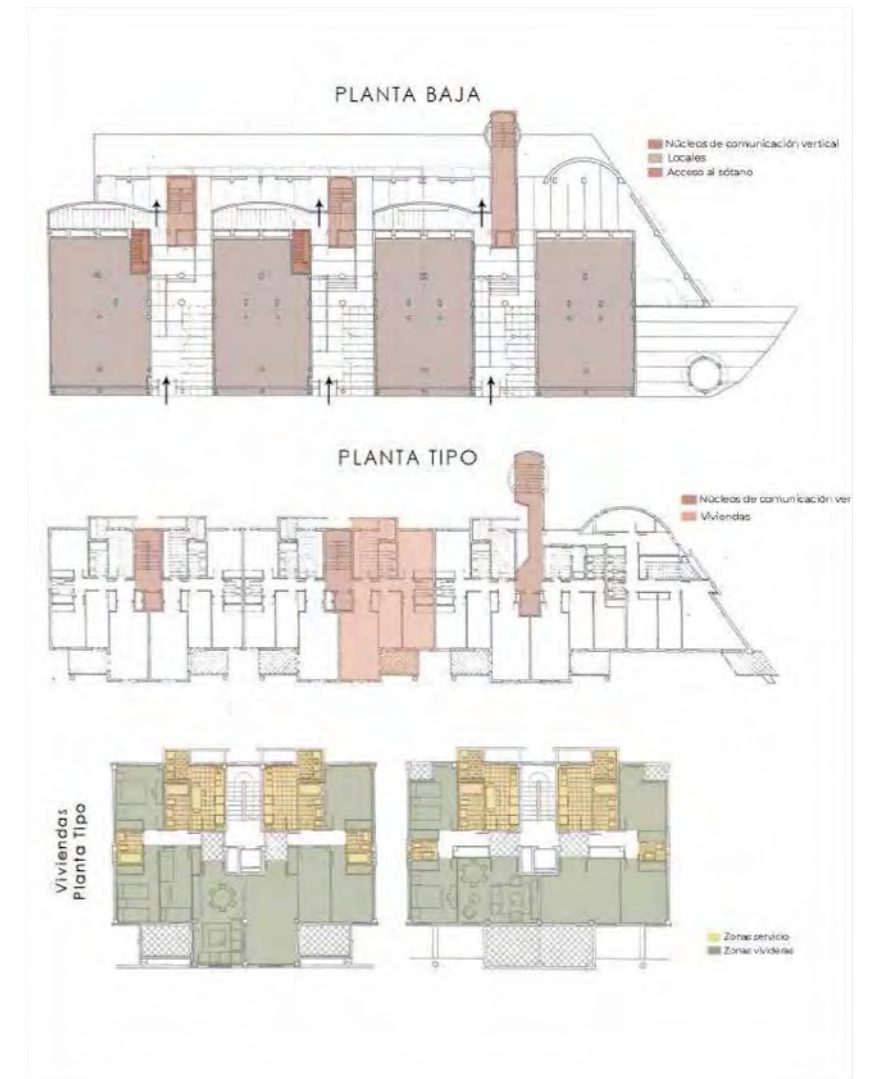 PLANTA BAJA
Núcleos de comunicación vertical
Locales
Acceso al sótano
PLANTA TIPO
Núcleos de comunicación ver
Viviendas
Viviendas
Planta Tipo
Zonas servicio
Zonas vivideras